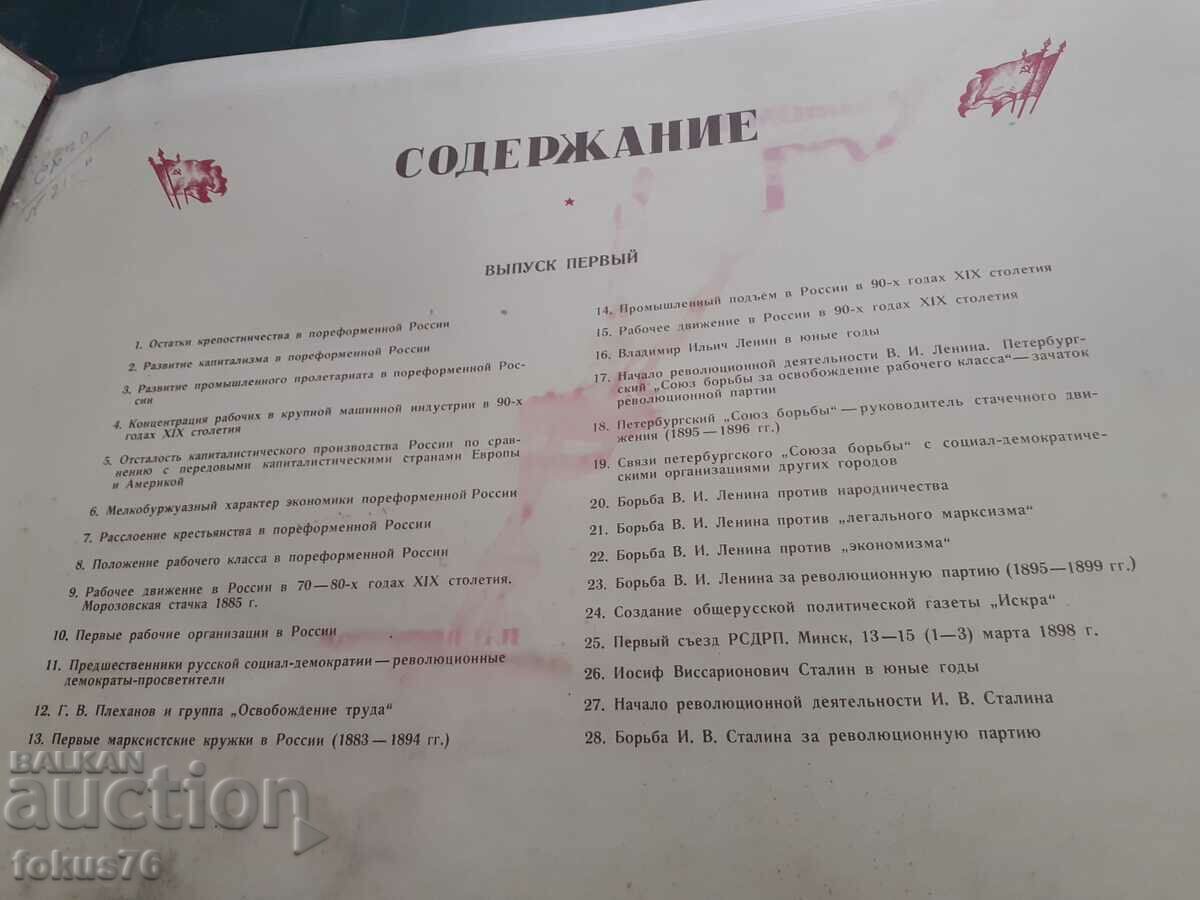 СОДЕРЖАНИЕ
ВЫПУСК ПЕРВЫЙ
1. Остатки крепостничества в пореформенной России
2. Развитие капитализма в пореформенной России
3. Развитие промышленного пролетариата в пореформенной Рос-
сии
4. Концентрация рабочих в крупной машинной индустрии в 90-х
годах XIX столетия
5. Отсталость капиталистического производства России по срав-
нению с передовыми капиталистическими странами Европы
и Америкой
6. Мелкобуржуазный характер экономики пореформенной России
7. Расслоение крестьянства в пореформенной России
8. Положение рабочего класса в пореформенной России
9. Рабочее движение в России в 70—80-х годах XIX столетия.
Морозовская стачка 1885 г.
10. Первые рабочие организации в России
11. Предшественники русской социал-демократии—революционные
демократы-просветители
12. Г. В. Плеханов и группа „Освобождение труда“
13. Первые марксистские кружки в России (1883—1894 гг.)
14. Промышленный подъем в России в 90-х годах XIX столетия
15. Рабочее движение в России в 90-х годах XIX столетия
16. Владимир Ильич Ленин в юные годы
17. Начало революционной деятельности В. И. Ленина. Петербург-
ский „Союз борьбы за освобождение рабочего класса“—зачаток
революционной партии
18. Петербургский „Союз борьбы“—руководитель стачечного дви-
жения (1895—1896 гг.)
19. Связи петербургского „Союза борьбы“ с социал-демократиче-
скими организациями других городов
20. Борьба В. И. Ленина против народничества
21. Борьба В. И. Ленина против „легального марксизма“
22. Борьба В. И. Ленина против „экономизма“
23. Борьба В. И. Ленина за революционную партию (1895—1899 гг.)
24. Создание общерусской политической газеты „Искра“
25. Первый съезд РСДРП. Минск, 13—15 (1—3) марта 1898 г.
26. Иосиф Виссарионович Сталин в юные годы
27. Начало революционной деятельности И. В. Сталина
28. Борьба И. В. Сталина за революционную партию
BALKAN
auction
fokus76